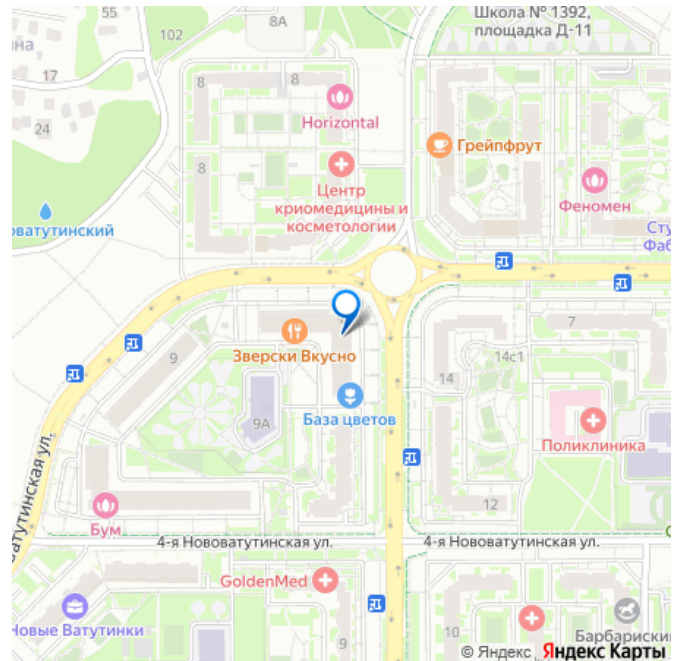 Школа № 1392,
площадка Д-11
55
ина
102
8А
17
8
8
Horizontal
24
Грейпфрут
8
Центр
криомедицины и
косметологии
Феномен
оватутинский
Сту
Фаб
7
Зверски Вкусно
9
14с1
14
9А
База цветов
Поликлиника
ватутинская ул.
12
Бум
4-я Нововатутинская ул.
4-я Нововатутинская ул.
GoldenMed
Новые Ватутинки
10
9
Барбариски
© Яндекс Яндекс Карты